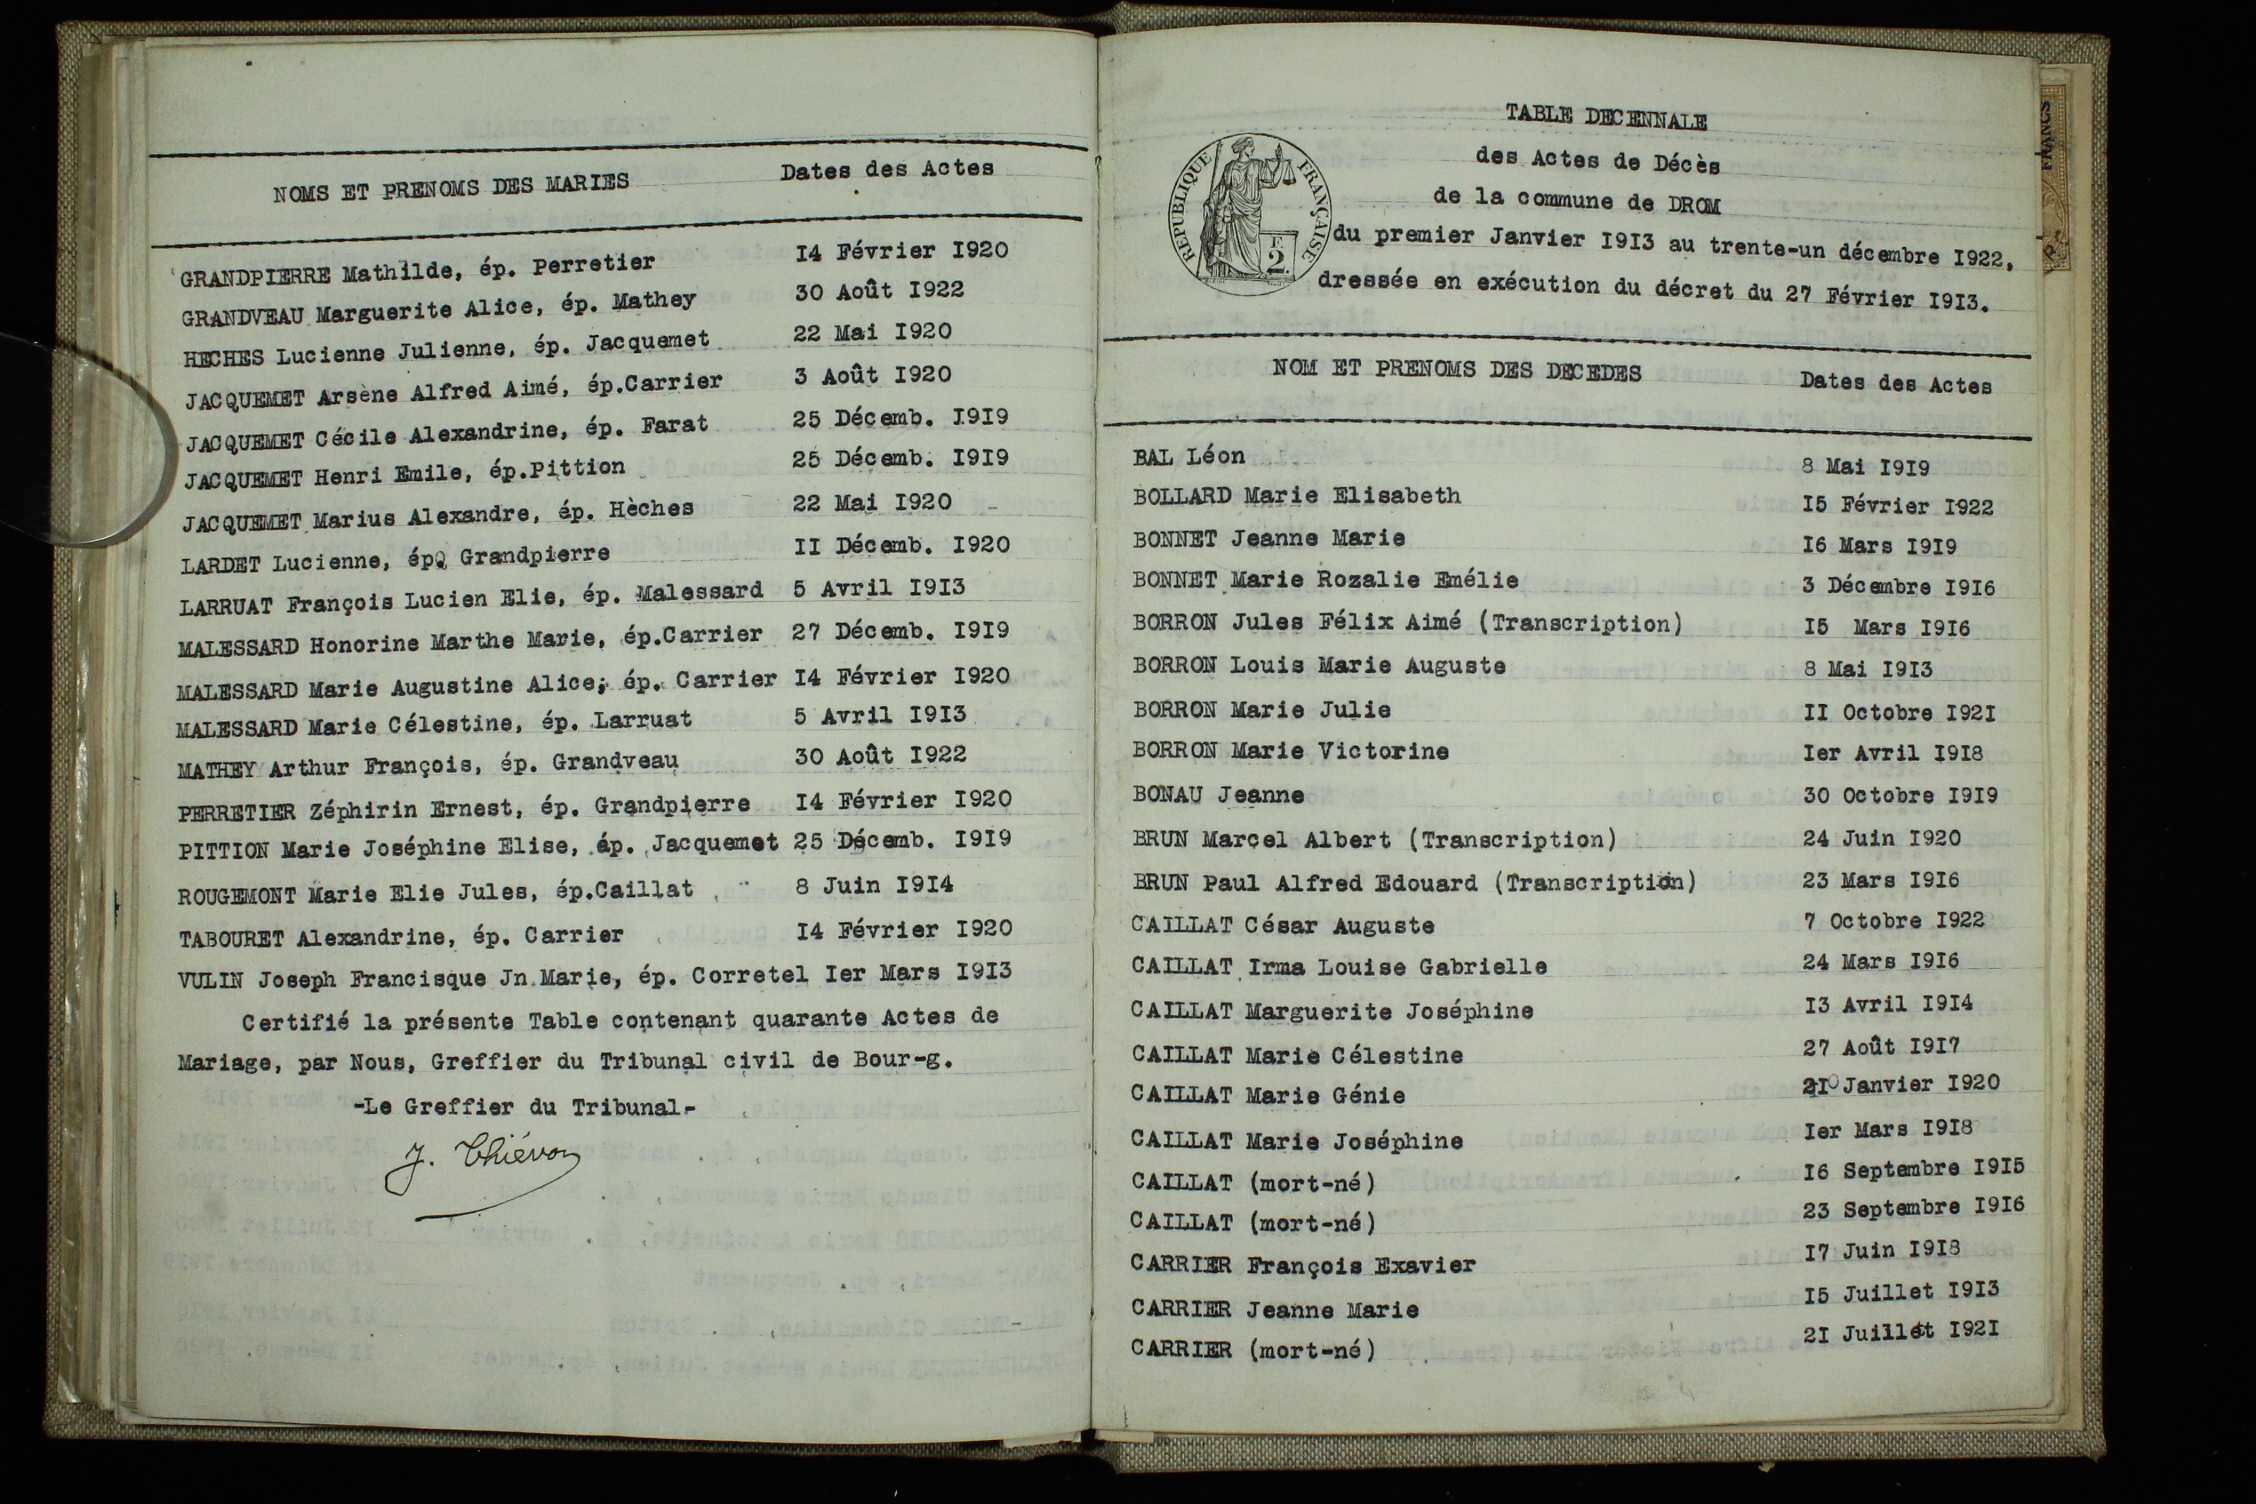 NOMS ET PRENOMS DES MARIES Dates des Actes
GRANDPIERRE Mathilde, ép. Perretier 14 Février 1920
GRANDVEAU Marguerite Alice, ép. Mathey 30 Août 1922
HECHES Lucienne Julienne, ép. Jacquemet 22 Mai 1920
JACQUEMET Arsène Alfred Aimé, ép.Carrier 3 Août 1920
JACQUEMET Cécile Alexandrine, ép. Farat 25 Décemb. 1919
JACQUEMET Henri Emile, ép.Pittion 25 Décemb. 1919
JACQUEMET Marius Alexandre, ép. Hèches 22 Mai 1920
LARDET Lucienne, ép. Grandpierre 11 Décemb. 1920
LARRUAT François Lucien Elie, ép. Malessard 5 Avril 1913
MALESSARD Honorine Marthe Marie, ép.Carrier 27 Décemb. 1919
MALESSARD Marie Augustine Alice, ép. Carrier 14 Février 1920
MALESSARD Marie Célestine, ép. Larruat 5 Avril 1913
MATHEY Arthur François, ép. Grandveau 30 Août 1922
PERRETIER Zéphirin Ernest, ép. Grandpierre 14 Février 1920
PITTION Marie Joséphine Elise, ép. Jacquemet 25 Décemb. 1919
ROUGEMONT Marie Elie Jules, ép.Caillat 8 Juin 1914
TABOURET Alexandrine, ép. Carrier 14 Février 1920
VULIN Joseph Francisque Jn Marie, ép. Corretel Ier Mars 1913
Certifié la présente Table contenant quarante Actes de
Mariage, par Nous, Greffier du Tribunal civil de Bour-g.
-Le Greffier du Tribunal-
J. Thiévon
TABLE DECENNALE
des Actes de Décès
de la commune de DROM
du premier Janvier 1913 au trente-un décembre 1922,
dressée en exécution du décret du 27 Février 1913.
REPUBLIQUE FRANÇAISE
F.
2.
FRANCS
NOM ET PRENOMS DES DECEDES Dates des Actes
BAL Léon 8 Mai 1919
BOLLARD Marie Elisabeth 15 Février 1922
BONNET Jeanne Marie 16 Mars 1919
BONNET Marie Rozalie Emélie 3 Décembre 1916
BORRON Jules Félix Aimé (Transcription) 15 Mars 1916
BORRON Louis Marie Auguste 8 Mai 1913
BORRON Marie Julie 11 Octobre 1921
BORRON Marie Victorine Ier Avril 1918
BONAU Jeanne 30 Octobre 1919
BRUN Marcel Albert (Transcription) 24 Juin 1920
BRUN Paul Alfred Edouard (Transcription) 23 Mars 1916
CAILLAT César Auguste 7 Octobre 1922
CAILLAT Irma Louise Gabrielle 24 Mars 1916
CAILLAT Marguerite Joséphine 13 Avril 1914
CAILLAT Marie Célestine 27 Août 1917
CAILLAT Marie Génie 21 Janvier 1920
CAILLAT Marie Joséphine Ier Mars 1918
CAILLAT (mort-né) 16 Septembre 1915
CAILLAT (mort-né) 23 Septembre 1916
CARRIER François Exavier 17 Juin 1918
CARRIER Jeanne Marie 15 Juillet 1913
CARRIER (mort-né) 21 Juillet 1921